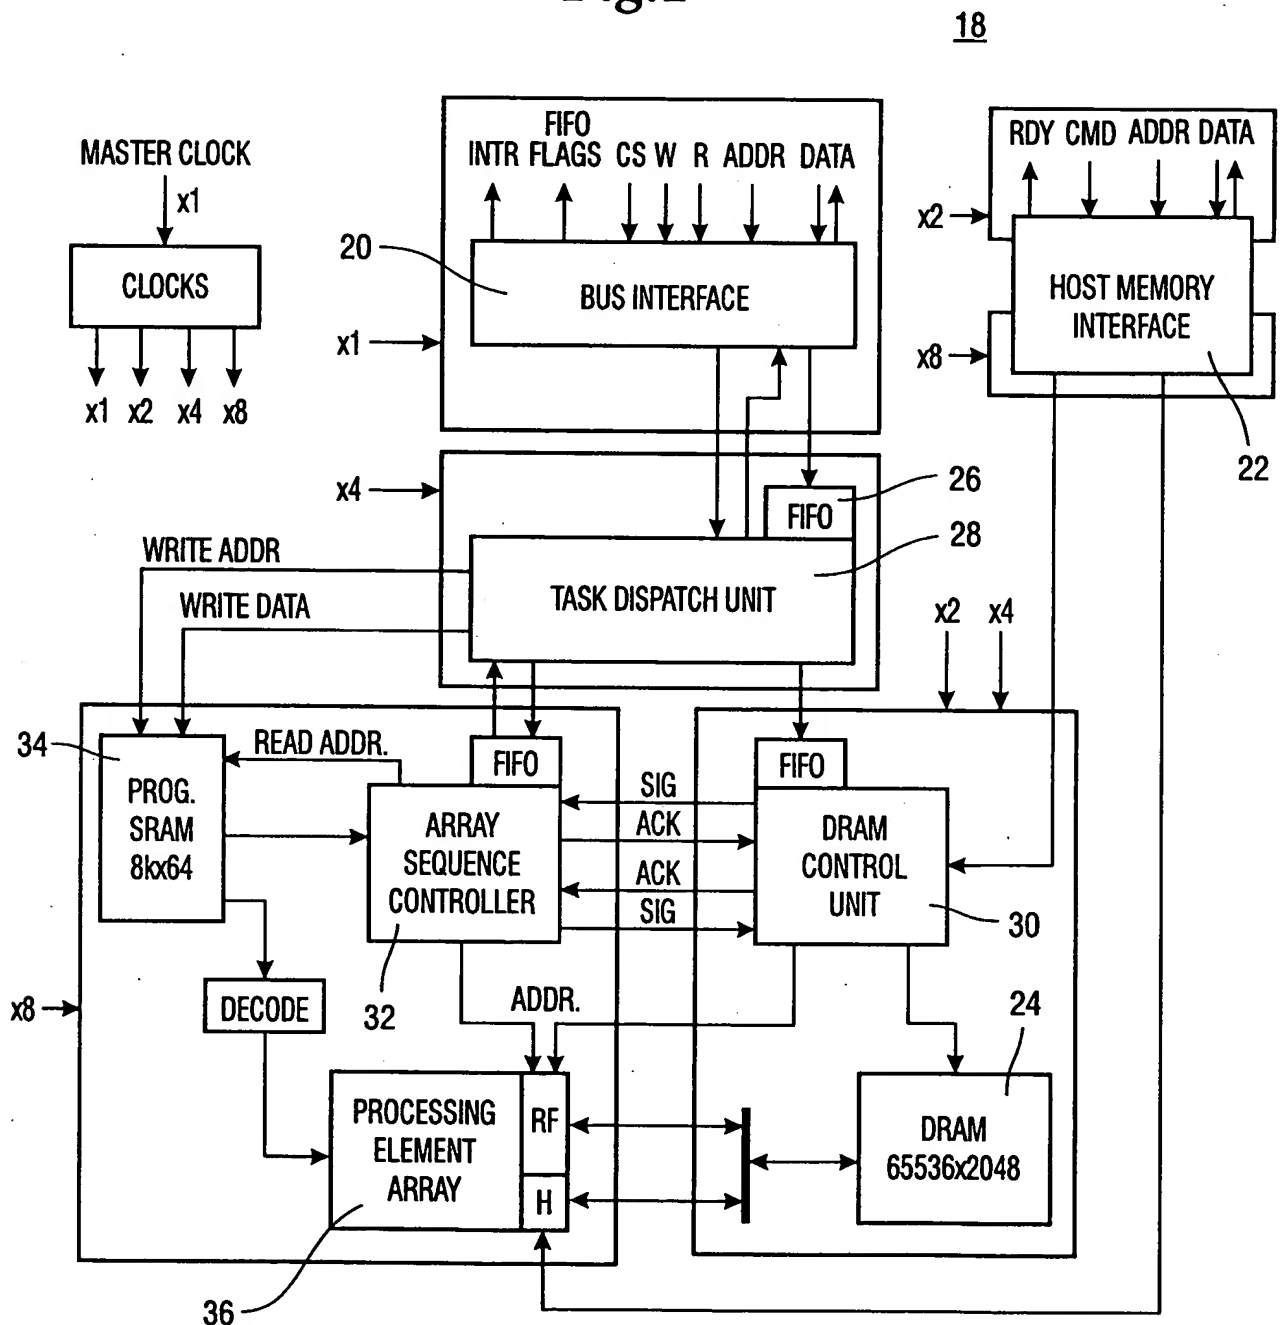 Fig.2
18
MASTER CLOCK
x1
CLOCKS
x1 x2 x4 x8
FIFO
INTR FLAGS CS W R ADDR DATA
20
BUS INTERFACE
x1
RDY CMD ADDR DATA
x2
HOST MEMORY
INTERFACE
x8
22
x4
26
FIFO
28
TASK DISPATCH UNIT
WRITE ADDR
WRITE DATA
x2 x4
34
READ ADDR.
FIFO
FIFO
PROG.
SRAM
8kx64
ARRAY
SEQUENCE
CONTROLLER
32
SIG
ACK
ACK
SIG
DRAM
CONTROL
UNIT
30
x8
DECODE
ADDR.
24
PROCESSING
ELEMENT
ARRAY
RF
H
36
DRAM
65536x2048